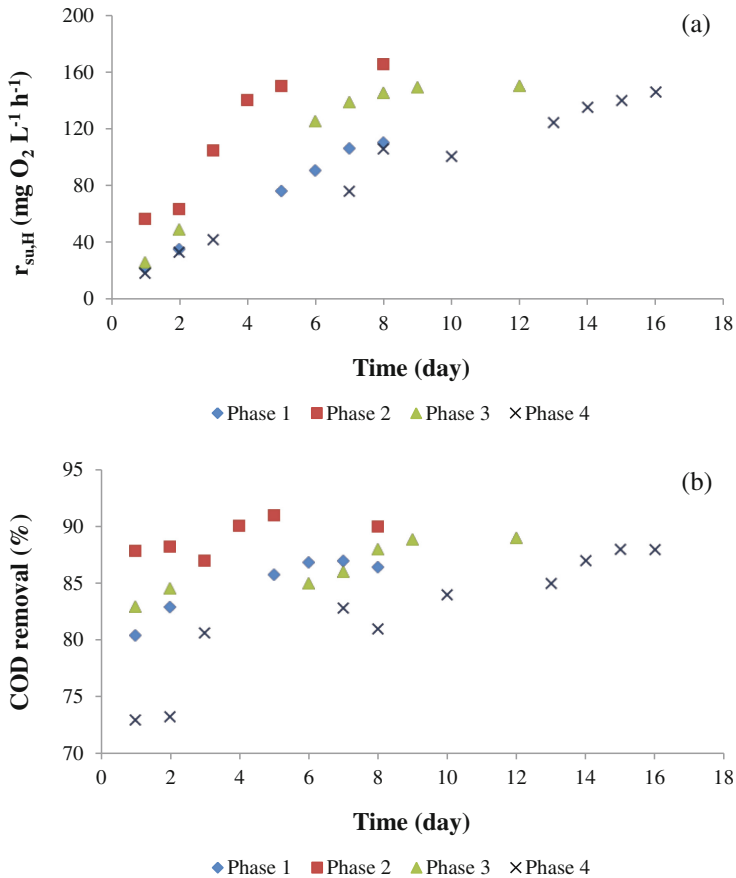 (a)
200
160
120
80
40
0
r_su,H (mg O₂ L⁻¹ h⁻¹)
0 2 4 6 8 10 12 14 16 18
Time (day)
Phase 1 Phase 2 Phase 3 Phase 4
(b)
95
90
85
80
75
70
COD removal (%)
0 2 4 6 8 10 12 14 16 18
Time (day)
Phase 1 Phase 2 Phase 3 Phase 4